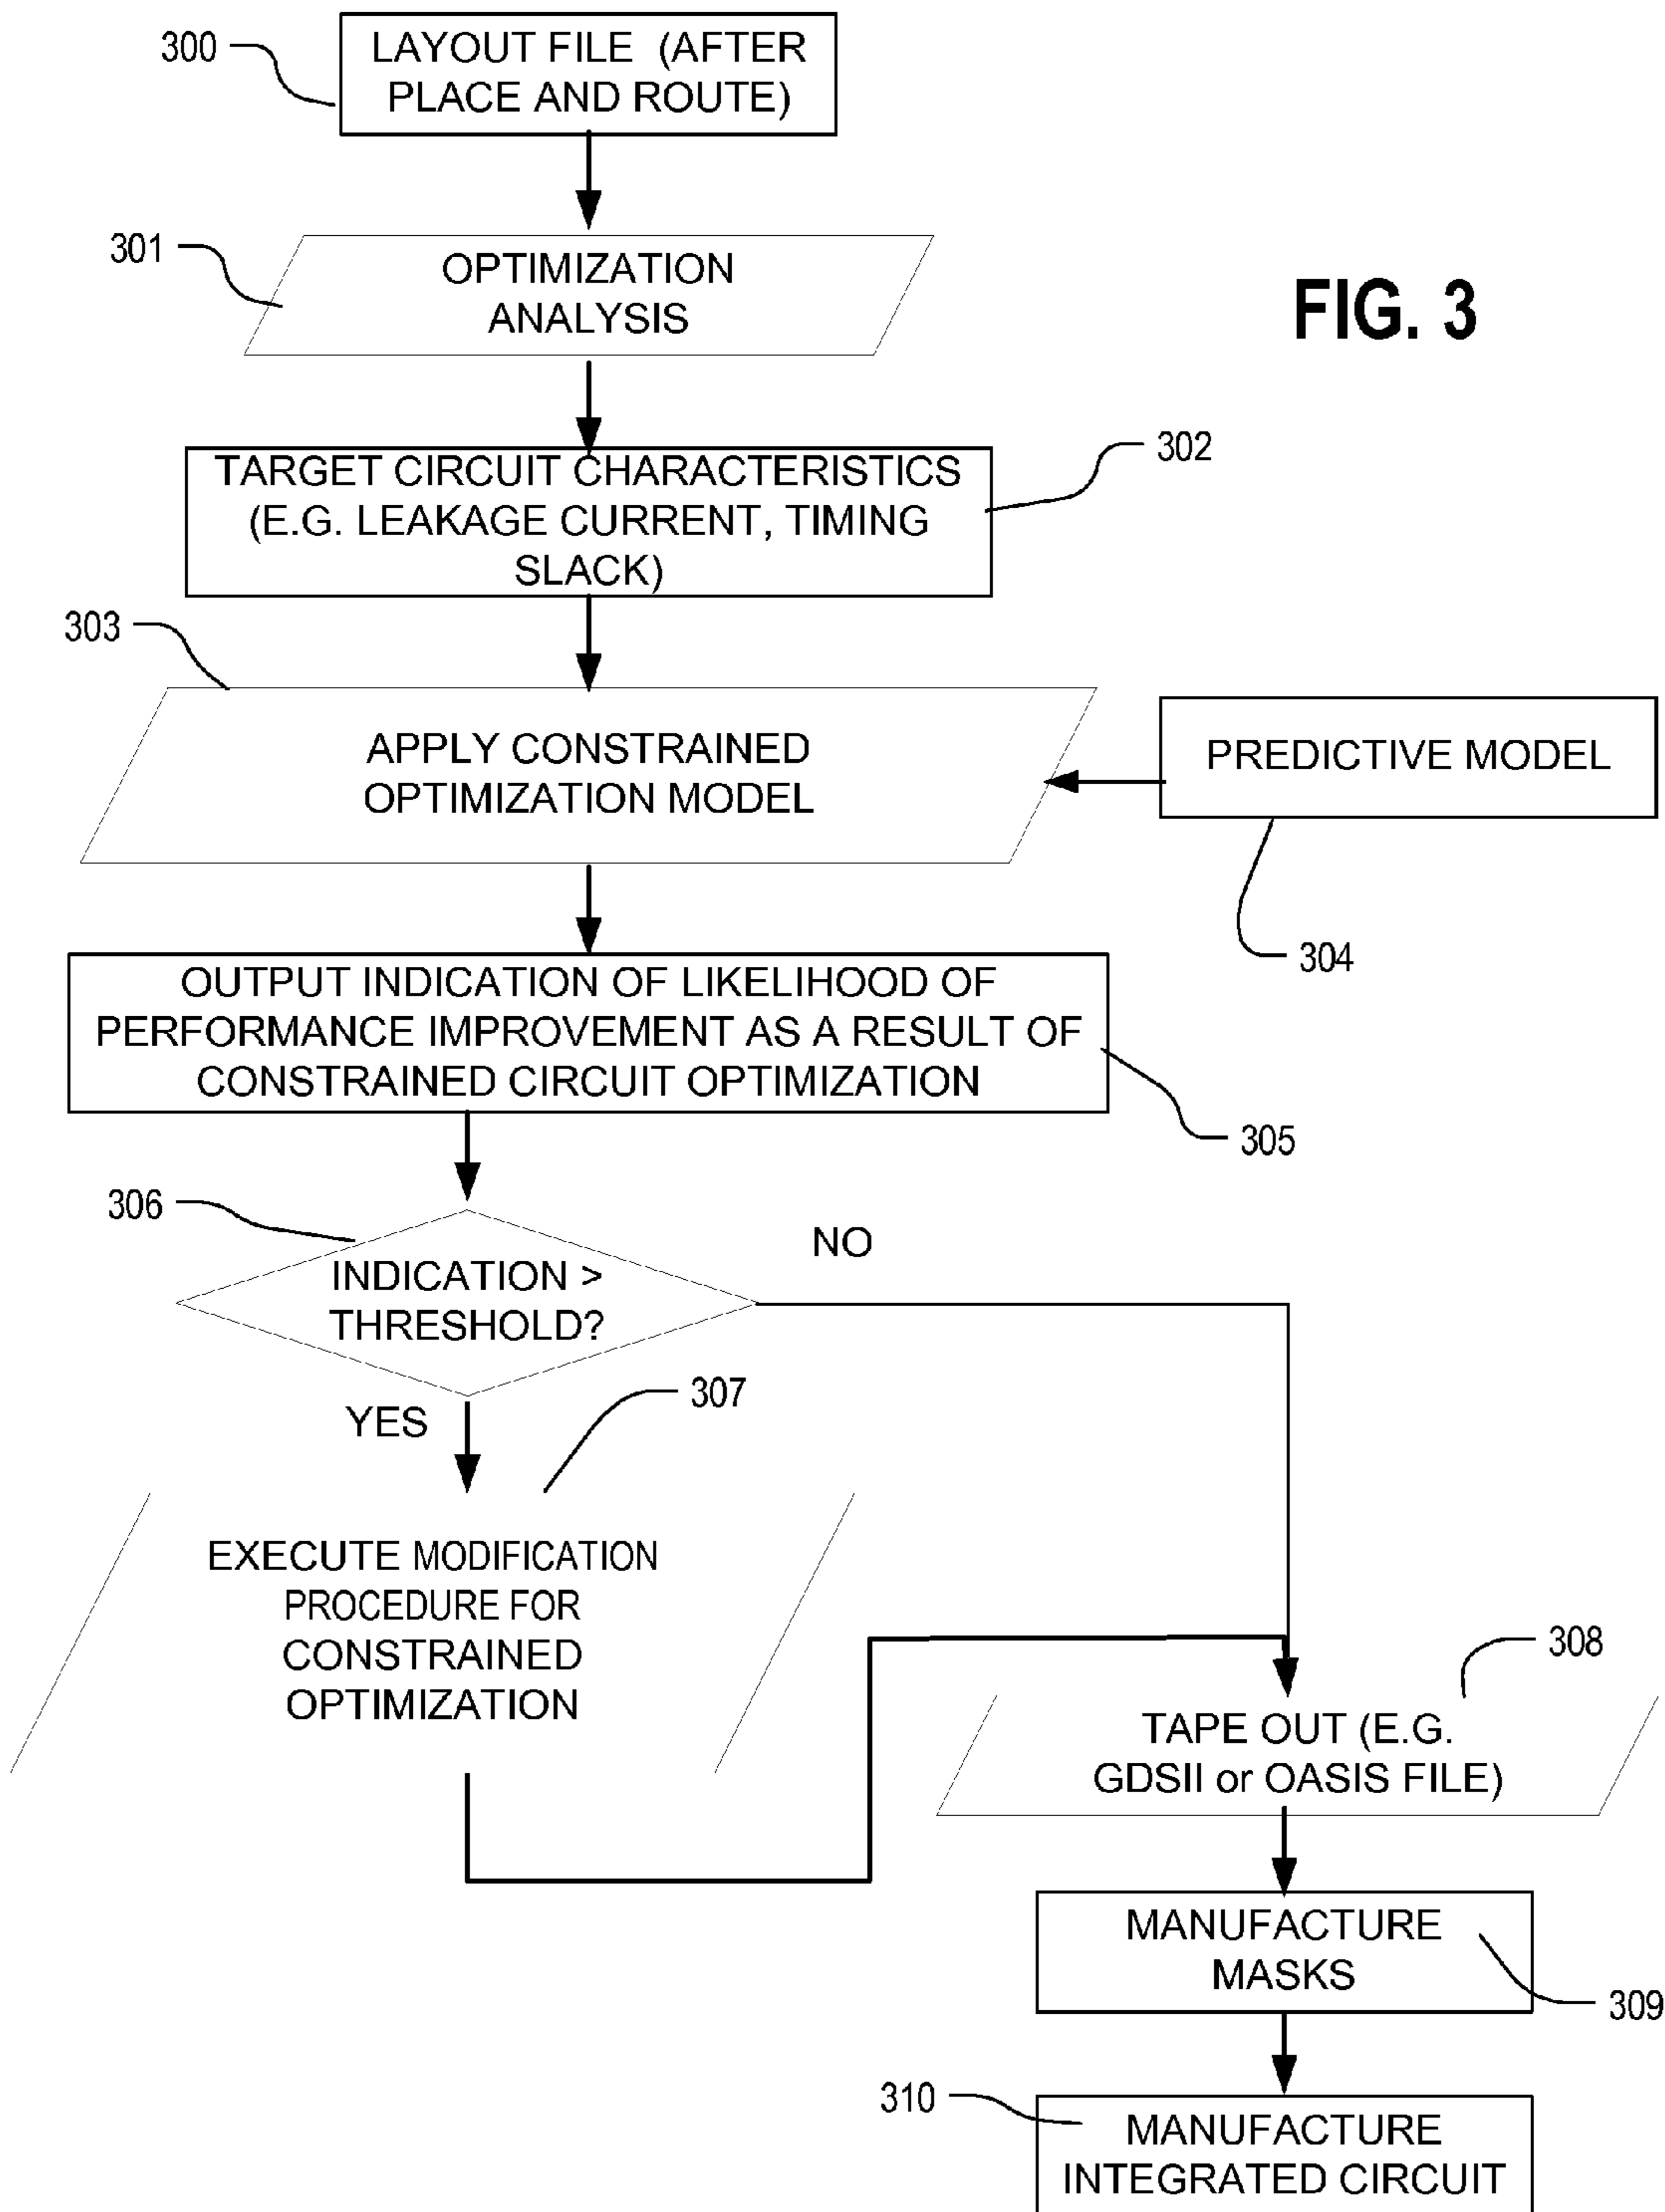 300
LAYOUT FILE (AFTER
PLACE AND ROUTE)
301
OPTIMIZATION
ANALYSIS
FIG. 3
302
TARGET CIRCUIT CHARACTERISTICS
(E.G. LEAKAGE CURRENT, TIMING
SLACK)
303
APPLY CONSTRAINED
OPTIMIZATION MODEL
PREDICTIVE MODEL
304
OUTPUT INDICATION OF LIKELIHOOD OF
PERFORMANCE IMPROVEMENT AS A RESULT OF
CONSTRAINED CIRCUIT OPTIMIZATION
305
306
NO
INDICATION >
THRESHOLD?
YES
307
EXECUTE MODIFICATION
PROCEDURE FOR
CONSTRAINED
OPTIMIZATION
308
TAPE OUT (E.G.
GDSII or OASIS FILE)
MANUFACTURE
MASKS
309
310
MANUFACTURE
INTEGRATED CIRCUIT